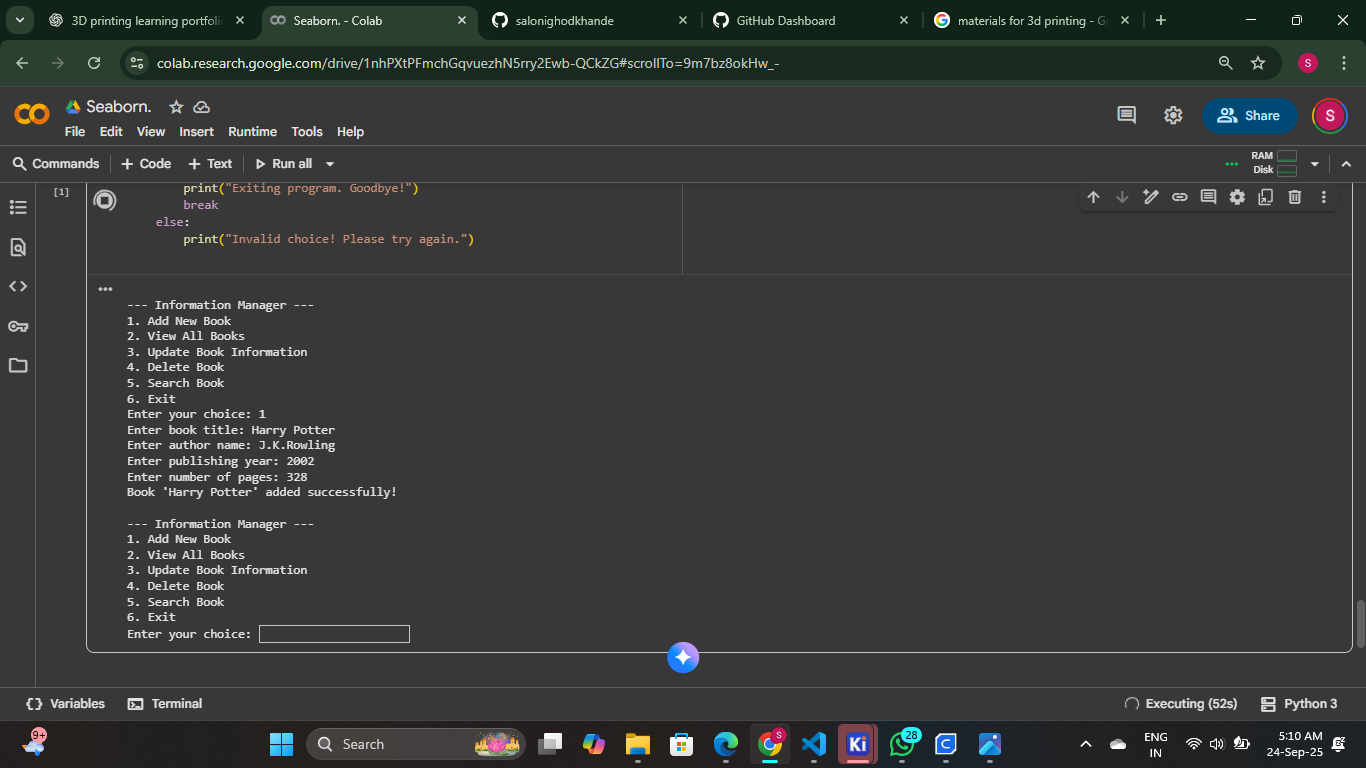 3D printing learning portfoli
Seaborn. - Colab
salonighodkhande
GitHub Dashboard
materials for 3d printing - G
colab.research.google.com/drive/1nhPXtPFmchGqvuezhN5rry2Ewb-QCkZG#scrollTo=9m7bz8okHw_-
S
CO
Seaborn.
File Edit View Insert Runtime Tools Help
Share
S
Commands + Code + Text Run all
RAM
Disk
[1]
print("Exiting program. Goodbye!")
break
else:
print("Invalid choice! Please try again.")
--- Information Manager ---
1. Add New Book
2. View All Books
3. Update Book Information
4. Delete Book
5. Search Book
6. Exit
Enter your choice: 1
Enter book title: Harry Potter
Enter author name: J.K.Rowling
Enter publishing year: 2002
Enter number of pages: 328
Book 'Harry Potter' added successfully!
--- Information Manager ---
1. Add New Book
2. View All Books
3. Update Book Information
4. Delete Book
5. Search Book
6. Exit
Enter your choice:
Variables Terminal
Executing (52s) Python 3
9+
Search
S
Ki
28
ENG
IN
5:10 AM
24-Sep-25